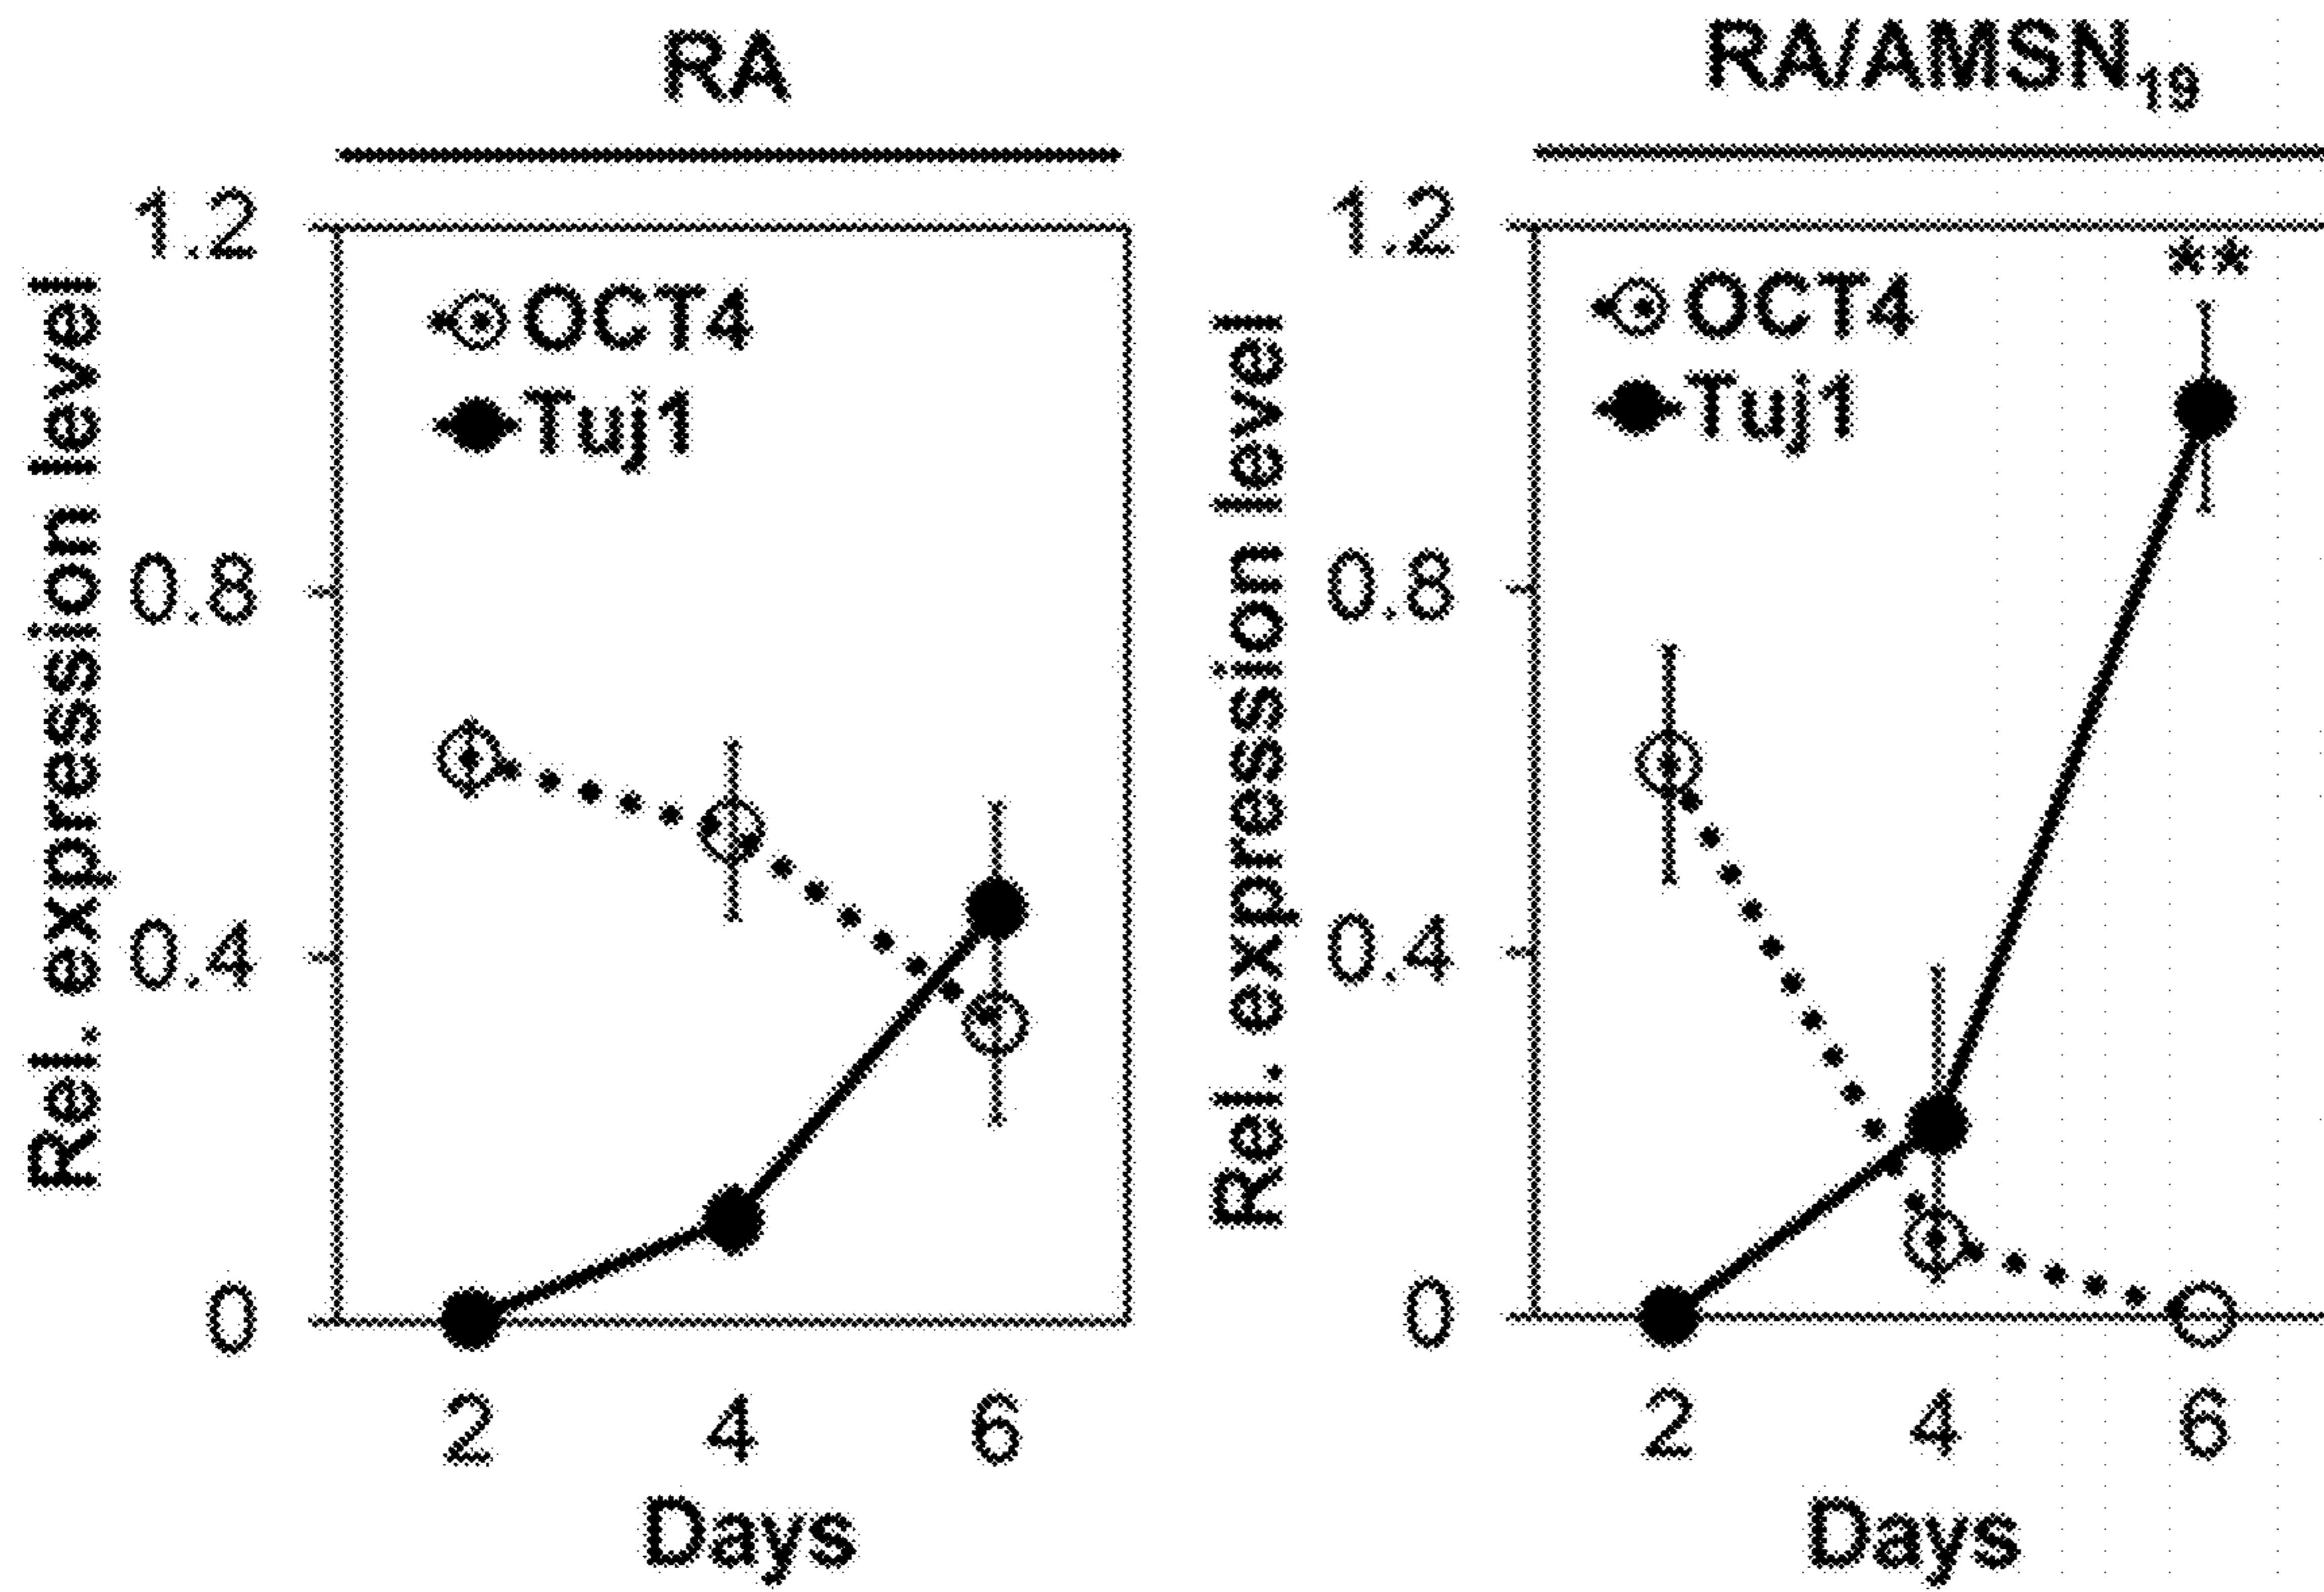 RA
1.2
0.8
0.4
0
Rel. expression level
OCT4
Tuj1
2 4 6
Days
RA/AMSN19
1.2
0.8
0.4
0
Rel. expression level
OCT4
Tuj1
**
2 4 6
Days